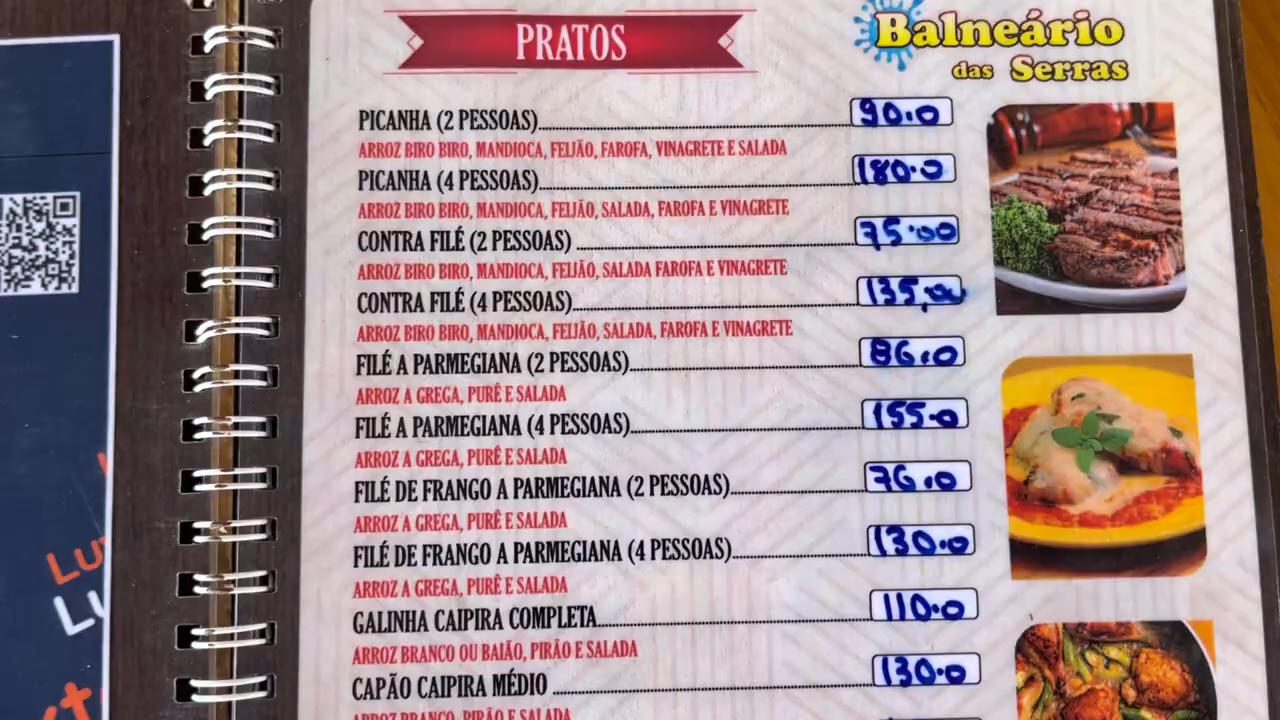 PRATOS
Balneário
das Serras
PICANHA (2 PESSOAS) 90.0
ARROZ BIRO BIRO, MANDIOCA, FEIJÃO, FAROFA, VINAGRETE E SALADA
PICANHA (4 PESSOAS) 180.0
ARROZ BIRO BIRO, MANDIOCA, FEIJÃO, SALADA, FAROFA E VINAGRETE
CONTRA FILÉ (2 PESSOAS) 75.00
ARROZ BIRO BIRO, MANDIOCA, FEIJÃO, SALADA FAROFA E VINAGRETE
CONTRA FILÉ (4 PESSOAS) 135,00
ARROZ BIRO BIRO, MANDIOCA, FEIJÃO, SALADA, FAROFA E VINAGRETE
FILÉ A PARMEGIANA (2 PESSOAS) 86.0
ARROZ A GREGA, PURÊ E SALADA
FILÉ A PARMEGIANA (4 PESSOAS) 155.0
ARROZ A GREGA, PURÊ E SALADA
FILÉ DE FRANGO A PARMEGIANA (2 PESSOAS) 76.0
ARROZ A GREGA, PURÊ E SALADA
FILÉ DE FRANGO A PARMEGIANA (4 PESSOAS) 130.0
ARROZ A GREGA, PURÊ E SALADA
GALINHA CAIPIRA COMPLETA 110.0
ARROZ BRANCO OU BAIÃO, PIRÃO E SALADA
CAPÃO CAIPIRA MÉDIO 130.0
ARROZ BRANCO, PIRÃO E SALADA